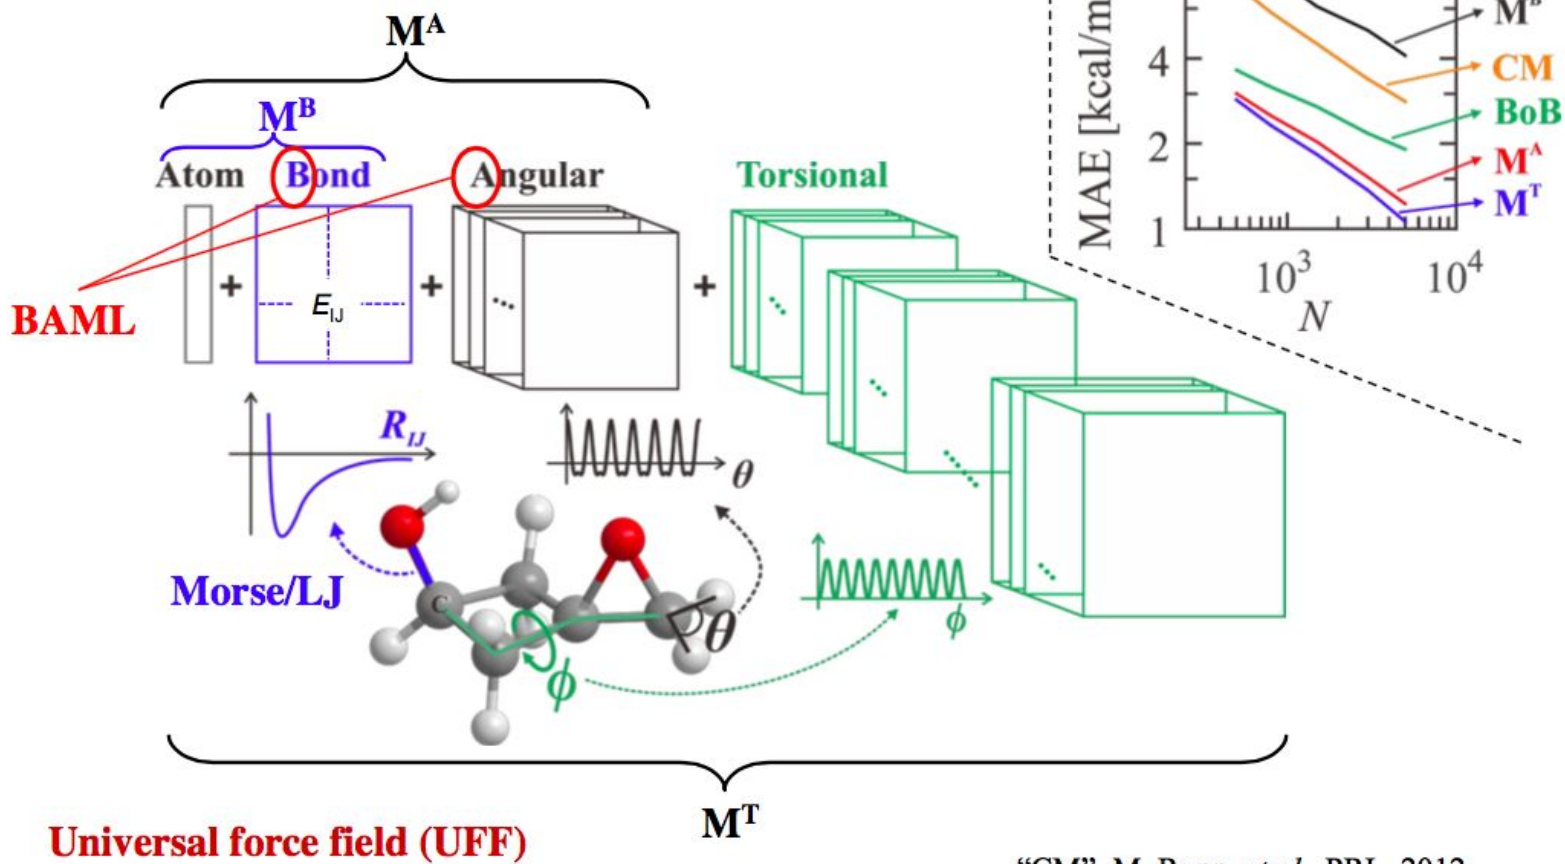 M^A
M^B
Atom Bond Angular Torsional
+ + +
E_IJ
...
BAML
R_IJ
θ
Morse/LJ
C
θ
ϕ
ϕ
M^T
Universal force field (UFF)
MAE [kcal/m
4
2
1
10^3 10^4
N
CM
BoB
M^A
M^T